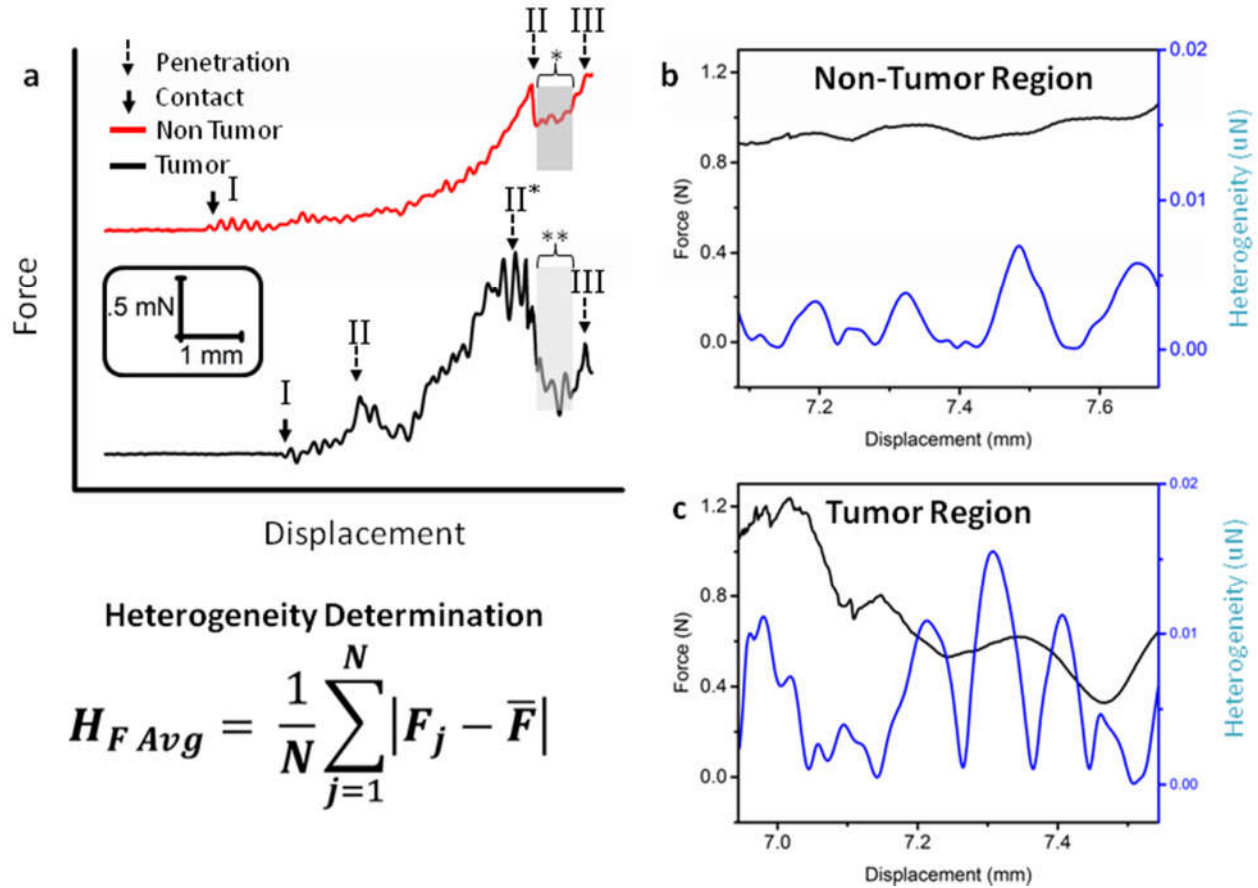 a
Penetration
Contact
Non Tumor
Tumor
I
II
*
III
II*
**
III
II
I
.5 mN
1 mm
Force
Displacement
Heterogeneity Determination
H_{F Avg} = \frac{1}{N} \sum_{j=1}^{N} |F_j - \overline{F}|
b
Non-Tumor Region
1.2
0.8
0.4
0.0
Force (N)
0.02
0.01
0.00
Heterogeneity (uN)
7.2 7.4 7.6
Displacement (mm)
c
Tumor Region
1.2
0.8
0.4
0.0
Force (N)
0.02
0.01
0.00
Heterogeneity (uN)
7.0 7.2 7.4
Displacement (mm)